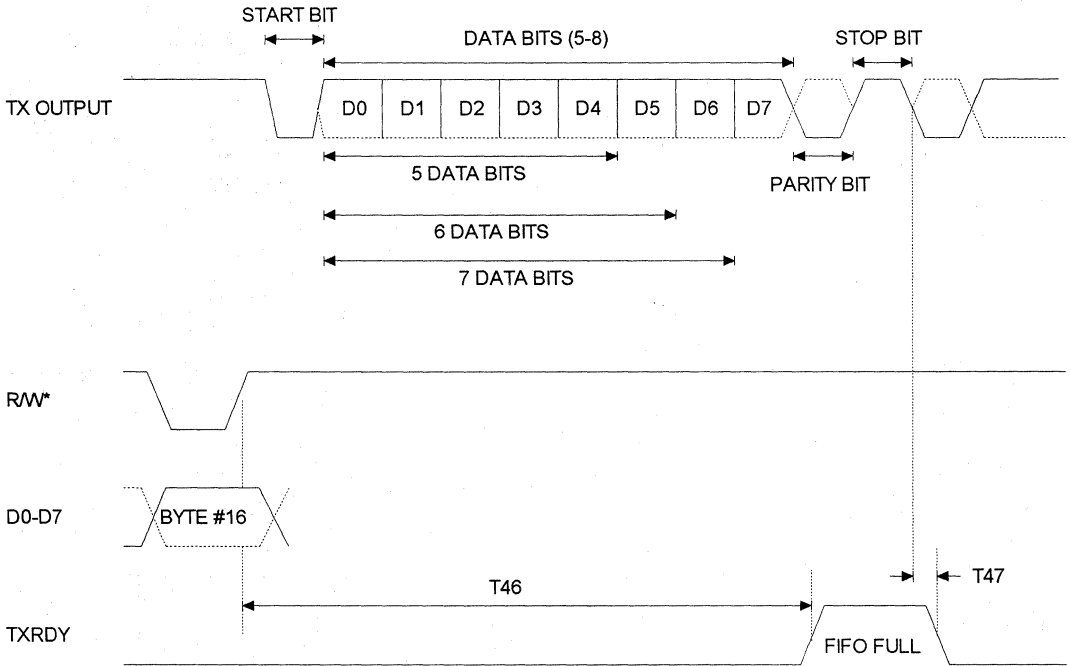 START BIT
DATA BITS (5-8)
STOP BIT
TX OUTPUT
D0 D1 D2 D3 D4 D5 D6 D7
5 DATA BITS
PARITY BIT
6 DATA BITS
7 DATA BITS
R/W*
D0-D7
BYTE #16
T46
T47
TXRDY
FIFO FULL